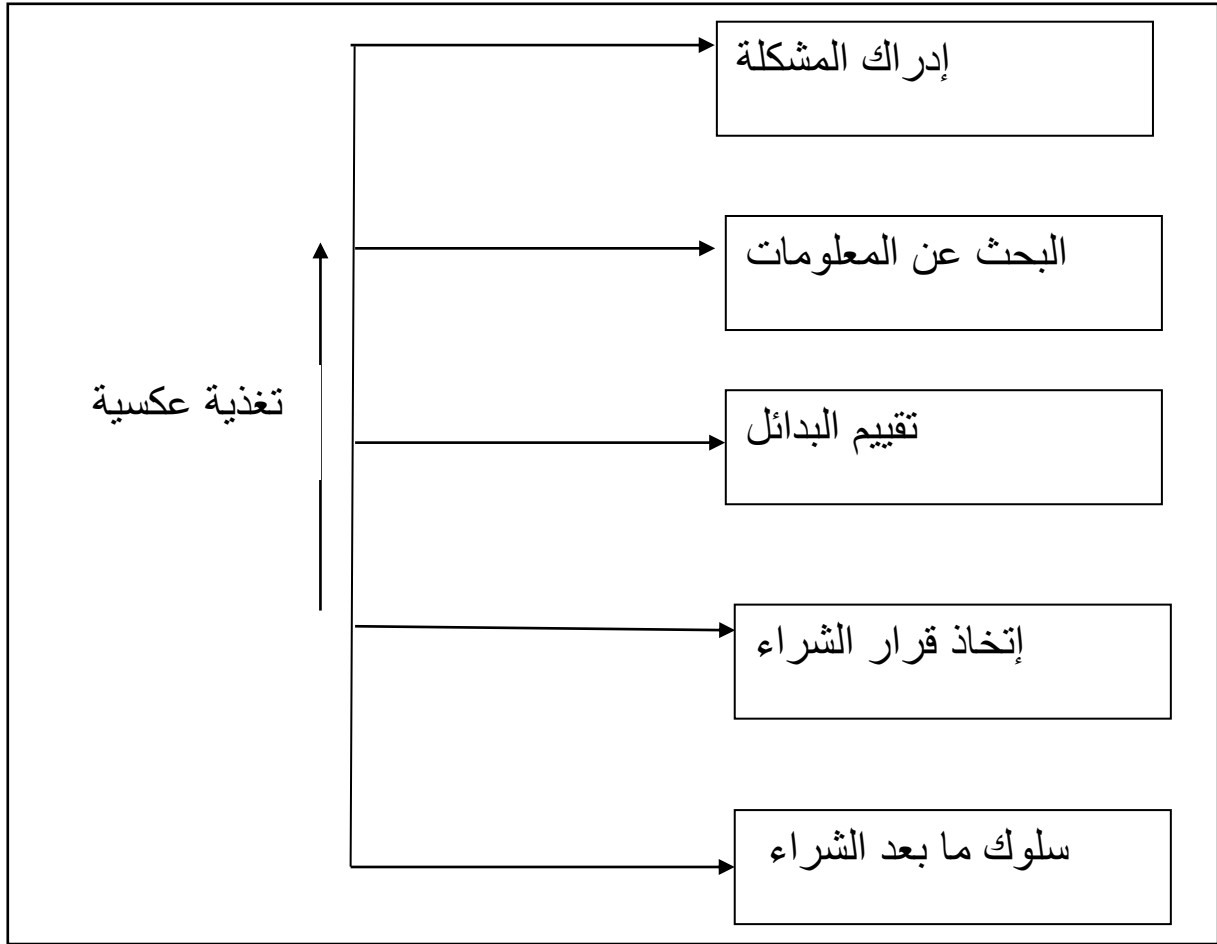 إدراك المشكلة
البحث عن المعلومات
تغذية عكسية
تقييم البدائل
إتخاذ قرار الشراء
سلوك ما بعد الشراء